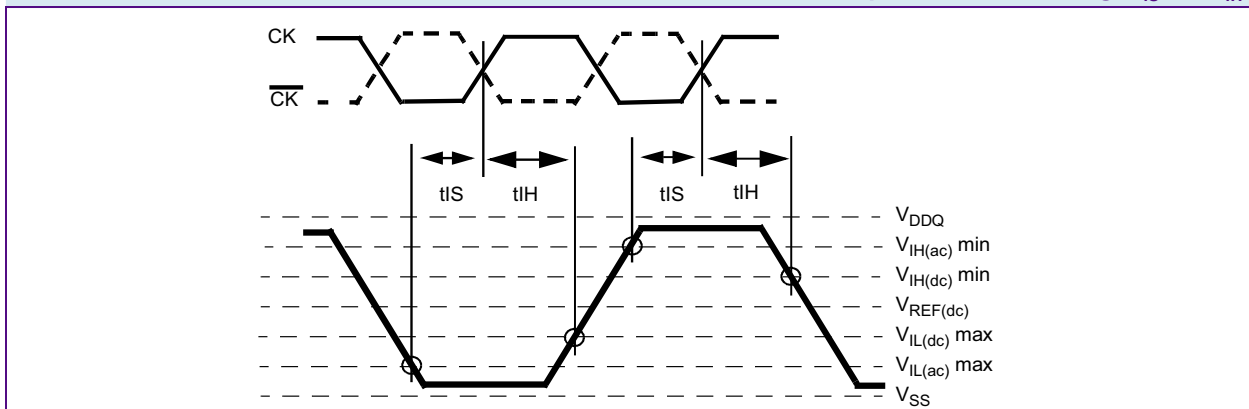 CK
CK
tIS tIH tIS tIH
VDDQ
VIH(ac) min
VIH(dc) min
VREF(dc)
VIL(dc) max
VIL(ac) max
VSS